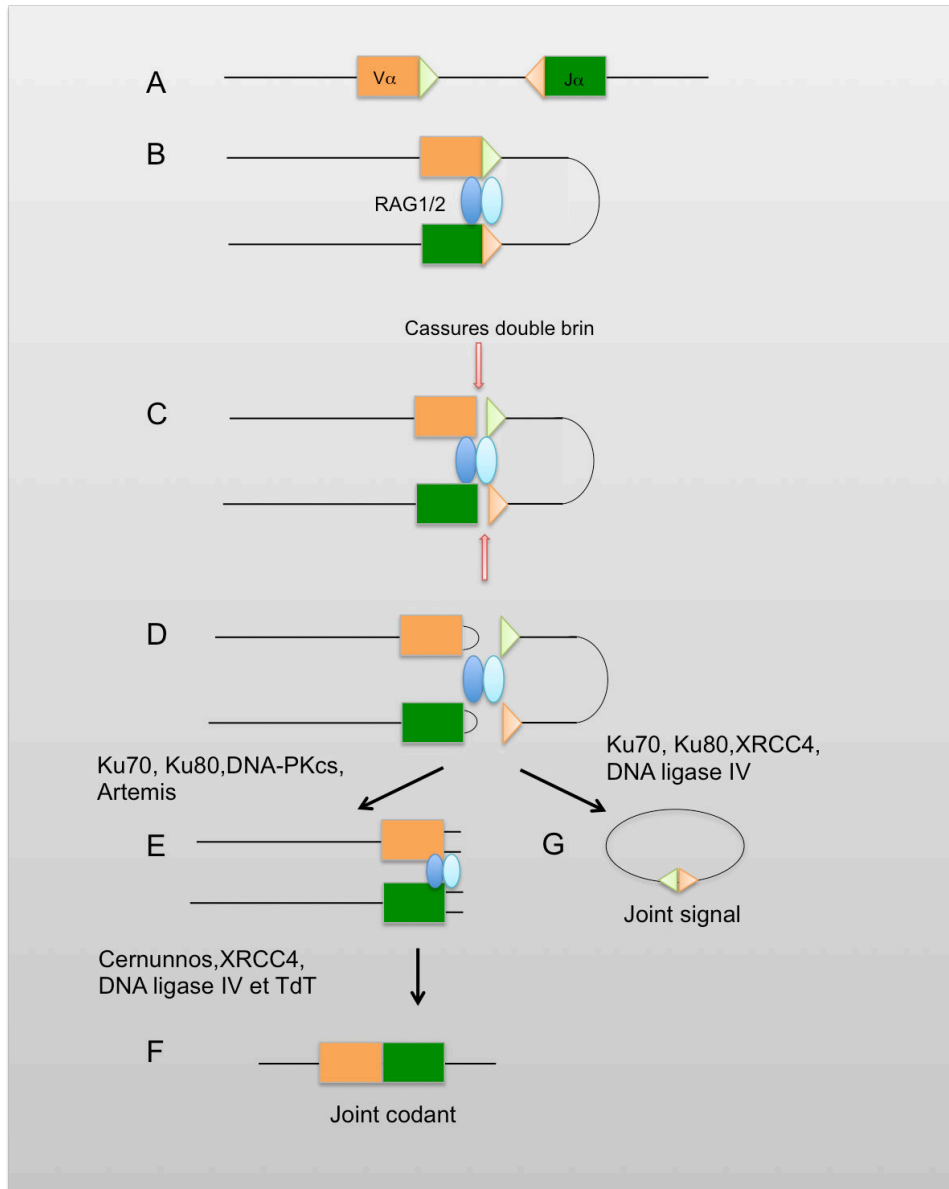 A
Vα
Jα
B
RAG1/2
Cassures double brin
C
D
Ku70, Ku80,DNA-PKcs,
Artemis
Ku70, Ku80,XRCC4,
DNA ligase IV
E
G
Joint signal
Cernunnos,XRCC4,
DNA ligase IV et TdT
F
Joint codant